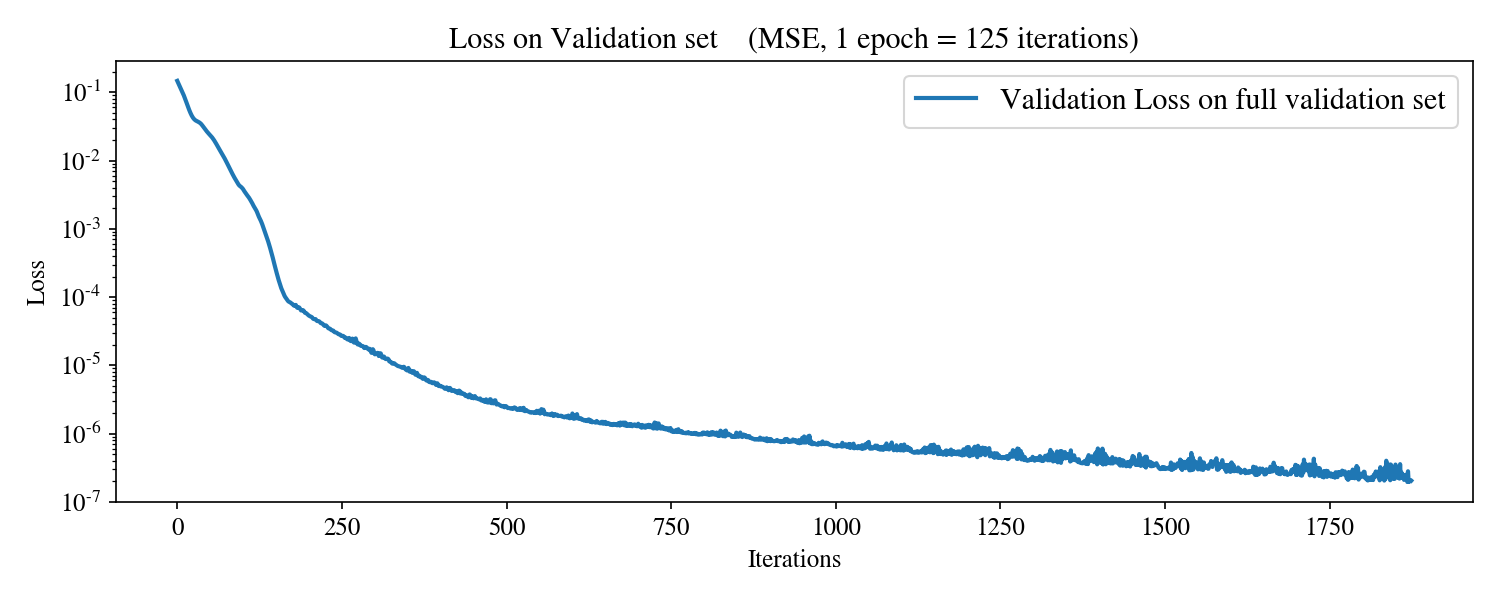 Loss on Validation set    (MSE, 1 epoch = 125 iterations)
Validation Loss on full validation set
10-1
10-2
10-3
10-4
10-5
10-6
10-7
Loss
0 250 500 750 1000 1250 1500 1750
Iterations